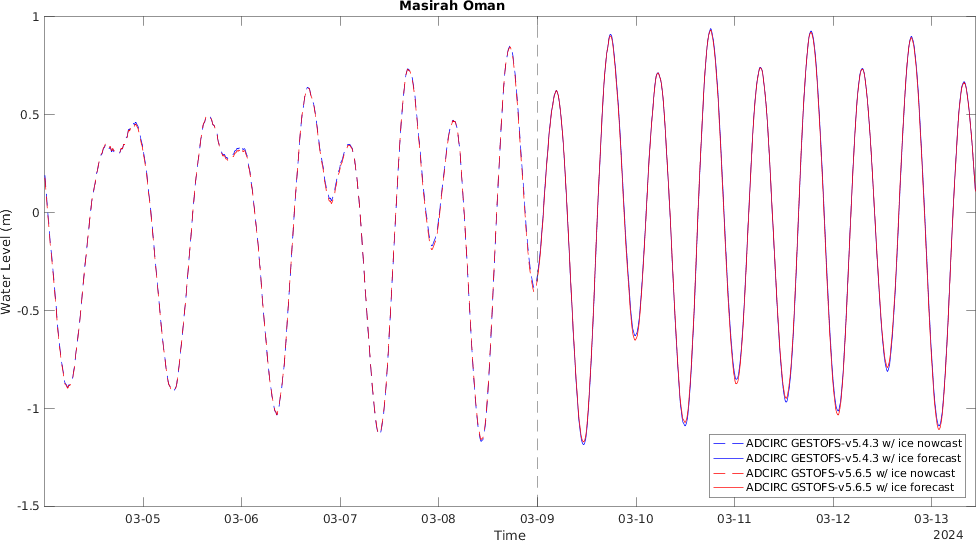 Masirah Oman
1
0.5
0
-0.5
-1
-1.5
Water Level (m)
03-05
03-06
03-07
03-08
03-09
03-10
03-11
03-12
03-13
Time
2024
ADCIRC GESTOFS-v5.4.3 w/ ice nowcast
ADCIRC GESTOFS-v5.4.3 w/ ice forecast
ADCIRC GSTOFS-v5.6.5 w/ ice nowcast
ADCIRC GSTOFS-v5.6.5 w/ ice forecast